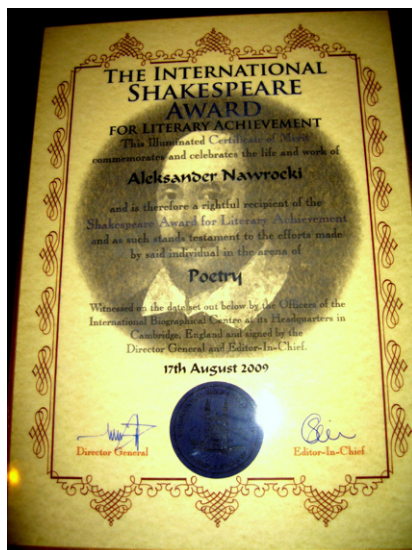 THE INTERNATIONAL
SHAKESPEARE
AWARD
FOR LITERARY ACHIEVEMENT
This Illuminated Certificate of Merit
commemorates and celebrates the life and work of
Aleksander Nawrocki
and is therefore a rightful recipient of the
Shakespeare Award for Literary Achievement
and as such stands testament to the efforts made
by said individual in the arena of
Poetry
Witnessed on the date set out below by the Officers of the
International Biographical Centre at its Headquarters in
Cambridge, England and signed by the
Director General and Editor-In-Chief.
17th August 2009
Director General
Editor-In-Chief